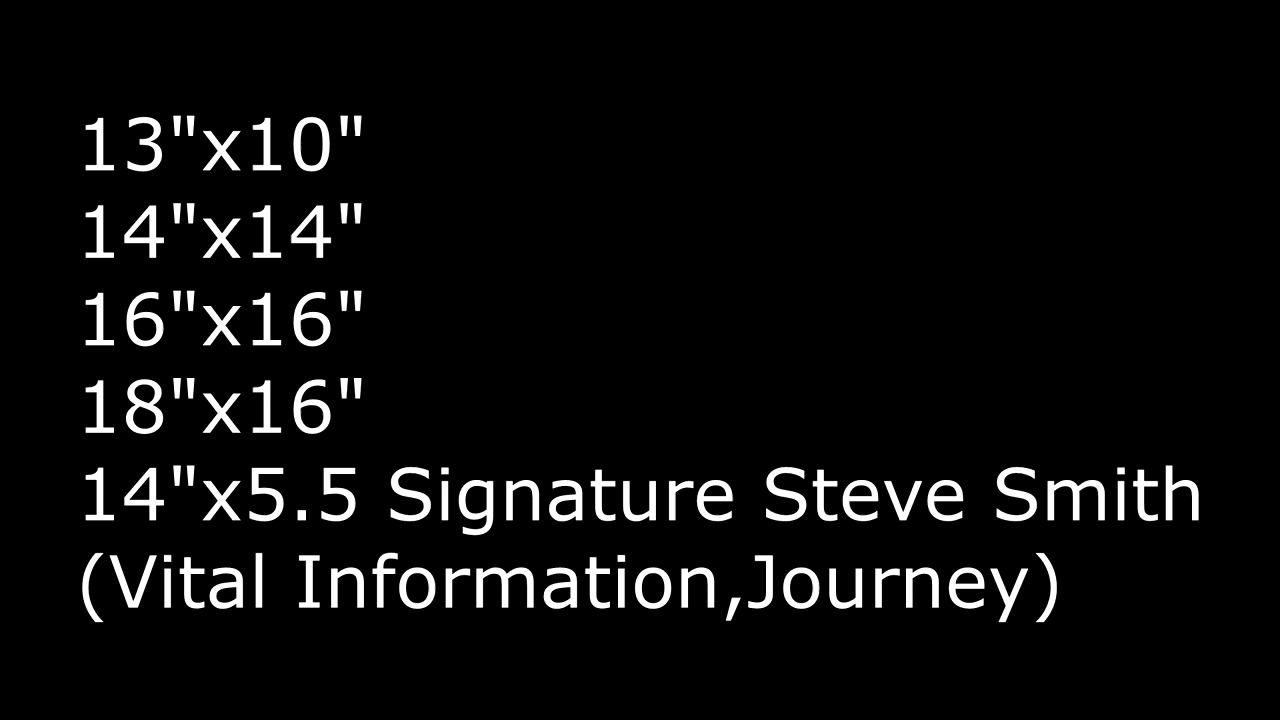 13"x10"
14"x14"
16"x16"
18"x16"
14"x5.5 Signature Steve Smith
(Vital Information,Journey)